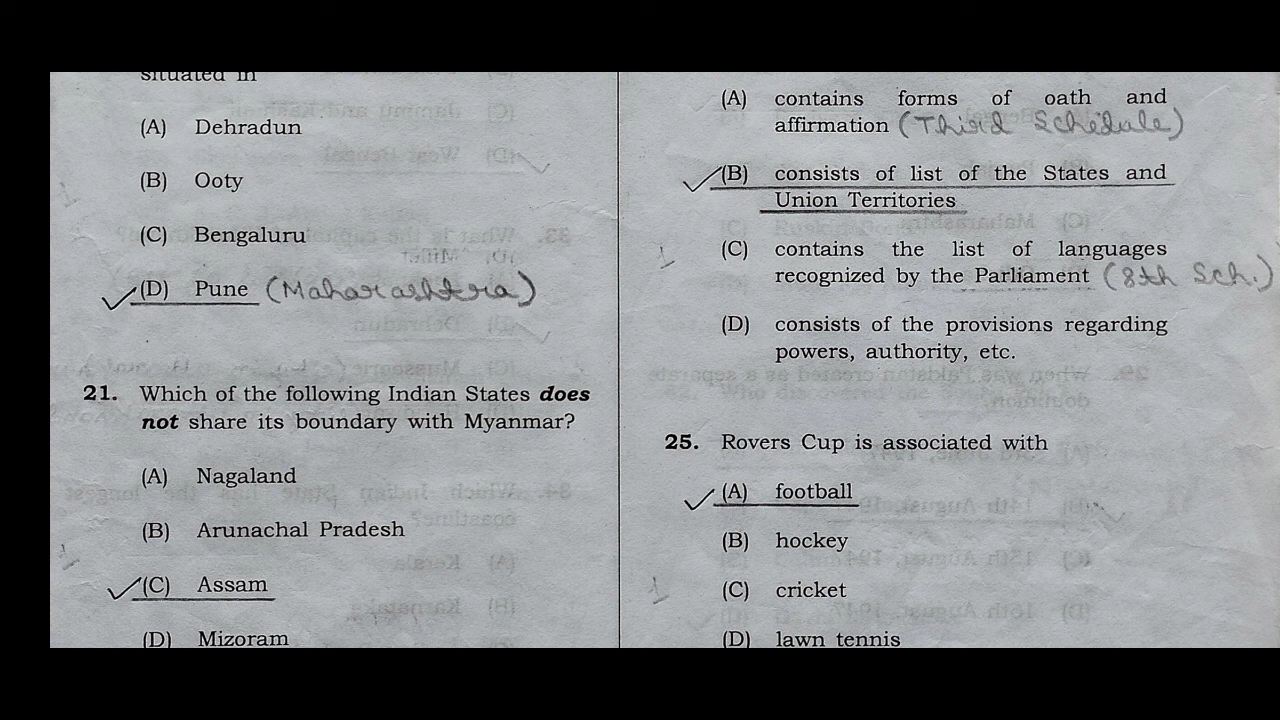 situated in
(A) Dehradun
(B) Ooty
(C) Bengaluru
(D) Pune (Maharashtra)
21. Which of the following Indian States does
not share its boundary with Myanmar?
(A) Nagaland
(B) Arunachal Pradesh
(C) Assam
(D) Mizoram
(A) contains forms of oath and
affirmation (Third Schedule)
(B) consists of list of the States and
Union Territories
(C) contains the list of languages
recognized by the Parliament (8th Sch.)
(D) consists of the provisions regarding
powers, authority, etc.
25. Rovers Cup is associated with
(A) football
(B) hockey
(C) cricket
(D) lawn tennis